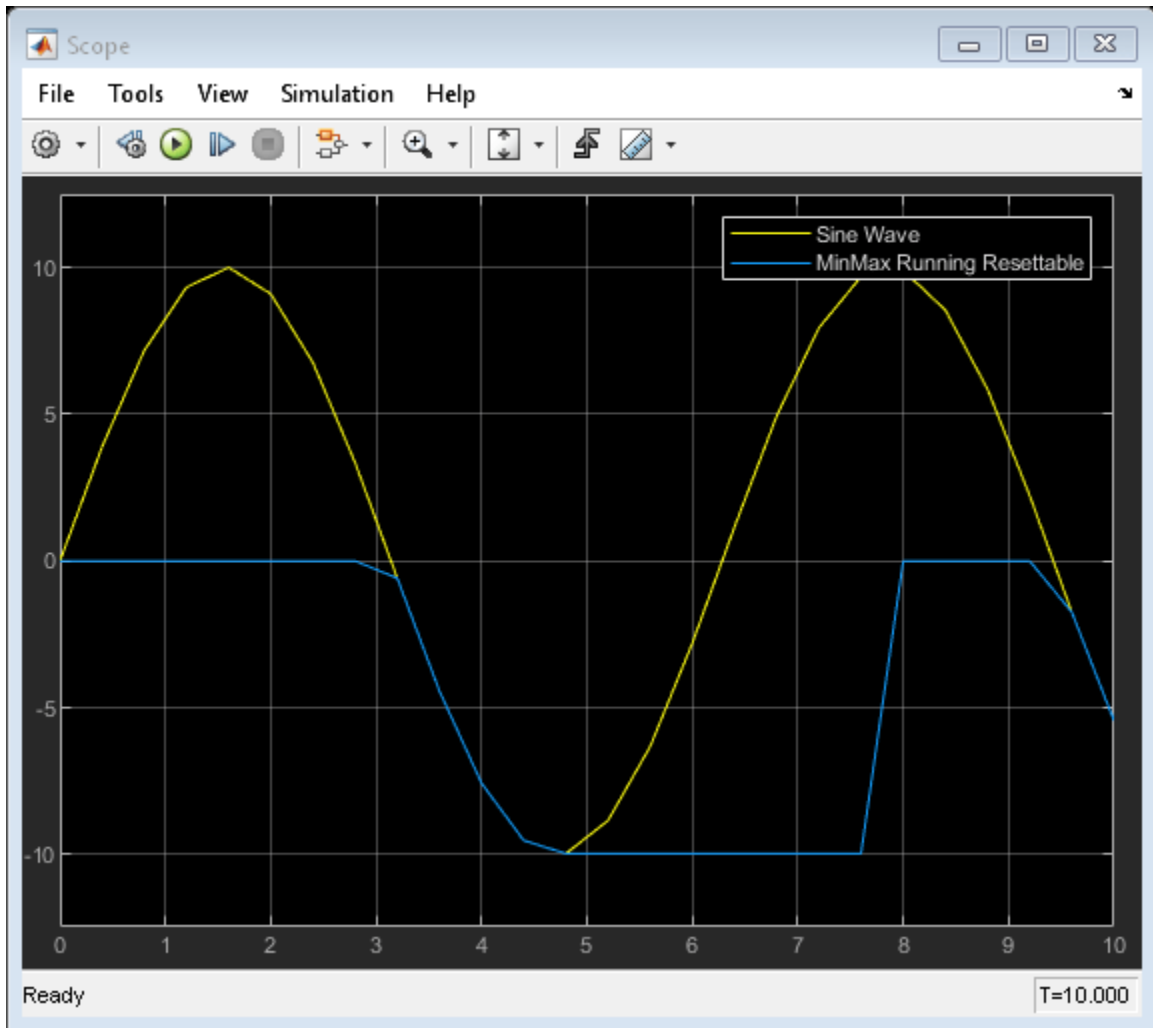 Scope
File Tools View Simulation Help
Sine Wave
MinMax Running Resettable
10
5
0
-5
-10
0 1 2 3 4 5 6 7 8 9 10
Ready T=10.000